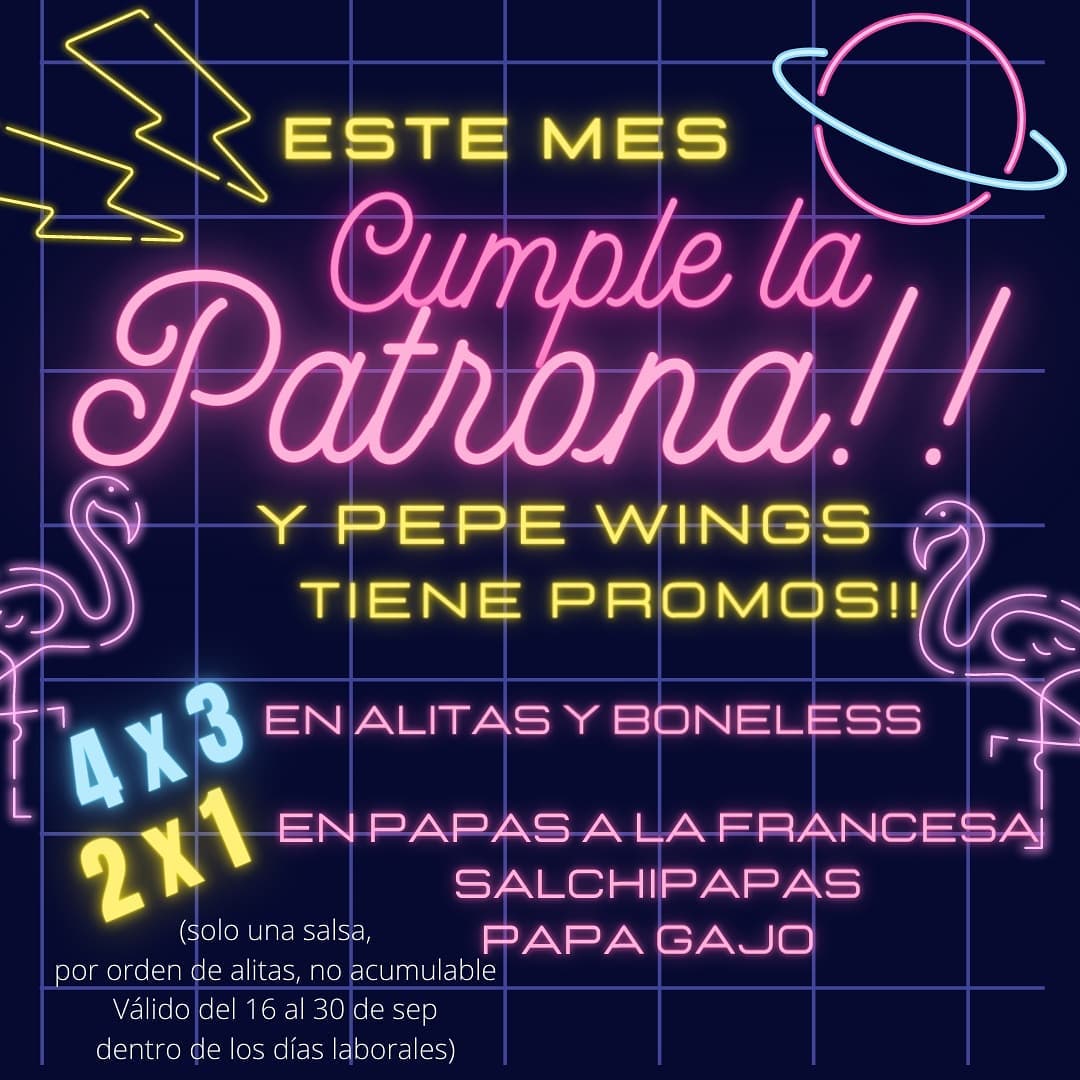 ESTE MES
Cumple la
Patrona!!
Y PEPE WINGS
TIENE PROMOS!!
4 x 3 EN ALITAS Y BONELESS
2 x 1 EN PAPAS A LA FRANCESA
SALCHIPAPAS
PAPA GAJO
(solo una salsa,
por orden de alitas, no acumulable
Válido del 16 al 30 de sep
dentro de los días laborales)